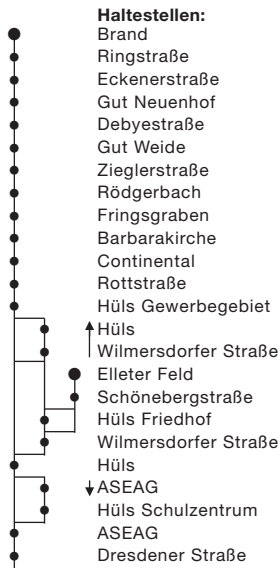 Haltestellen:
Brand
Ringstraße
Eckenerstraße
Gut Neuenhof
Debyestraße
Gut Weide
Zieglerstraße
Rödgerbach
Fringsgraben
Barbarakirche
Continental
Rottstraße
Hüls Gewerbegebiet
Hüls
Wilmersdorfer Straße
Elleter Feld
Schönebergstraße
Hüls Friedhof
Wilmersdorfer Straße
Hüls
ASEAG
Hüls Schulzentrum
ASEAG
Dresdener Straße